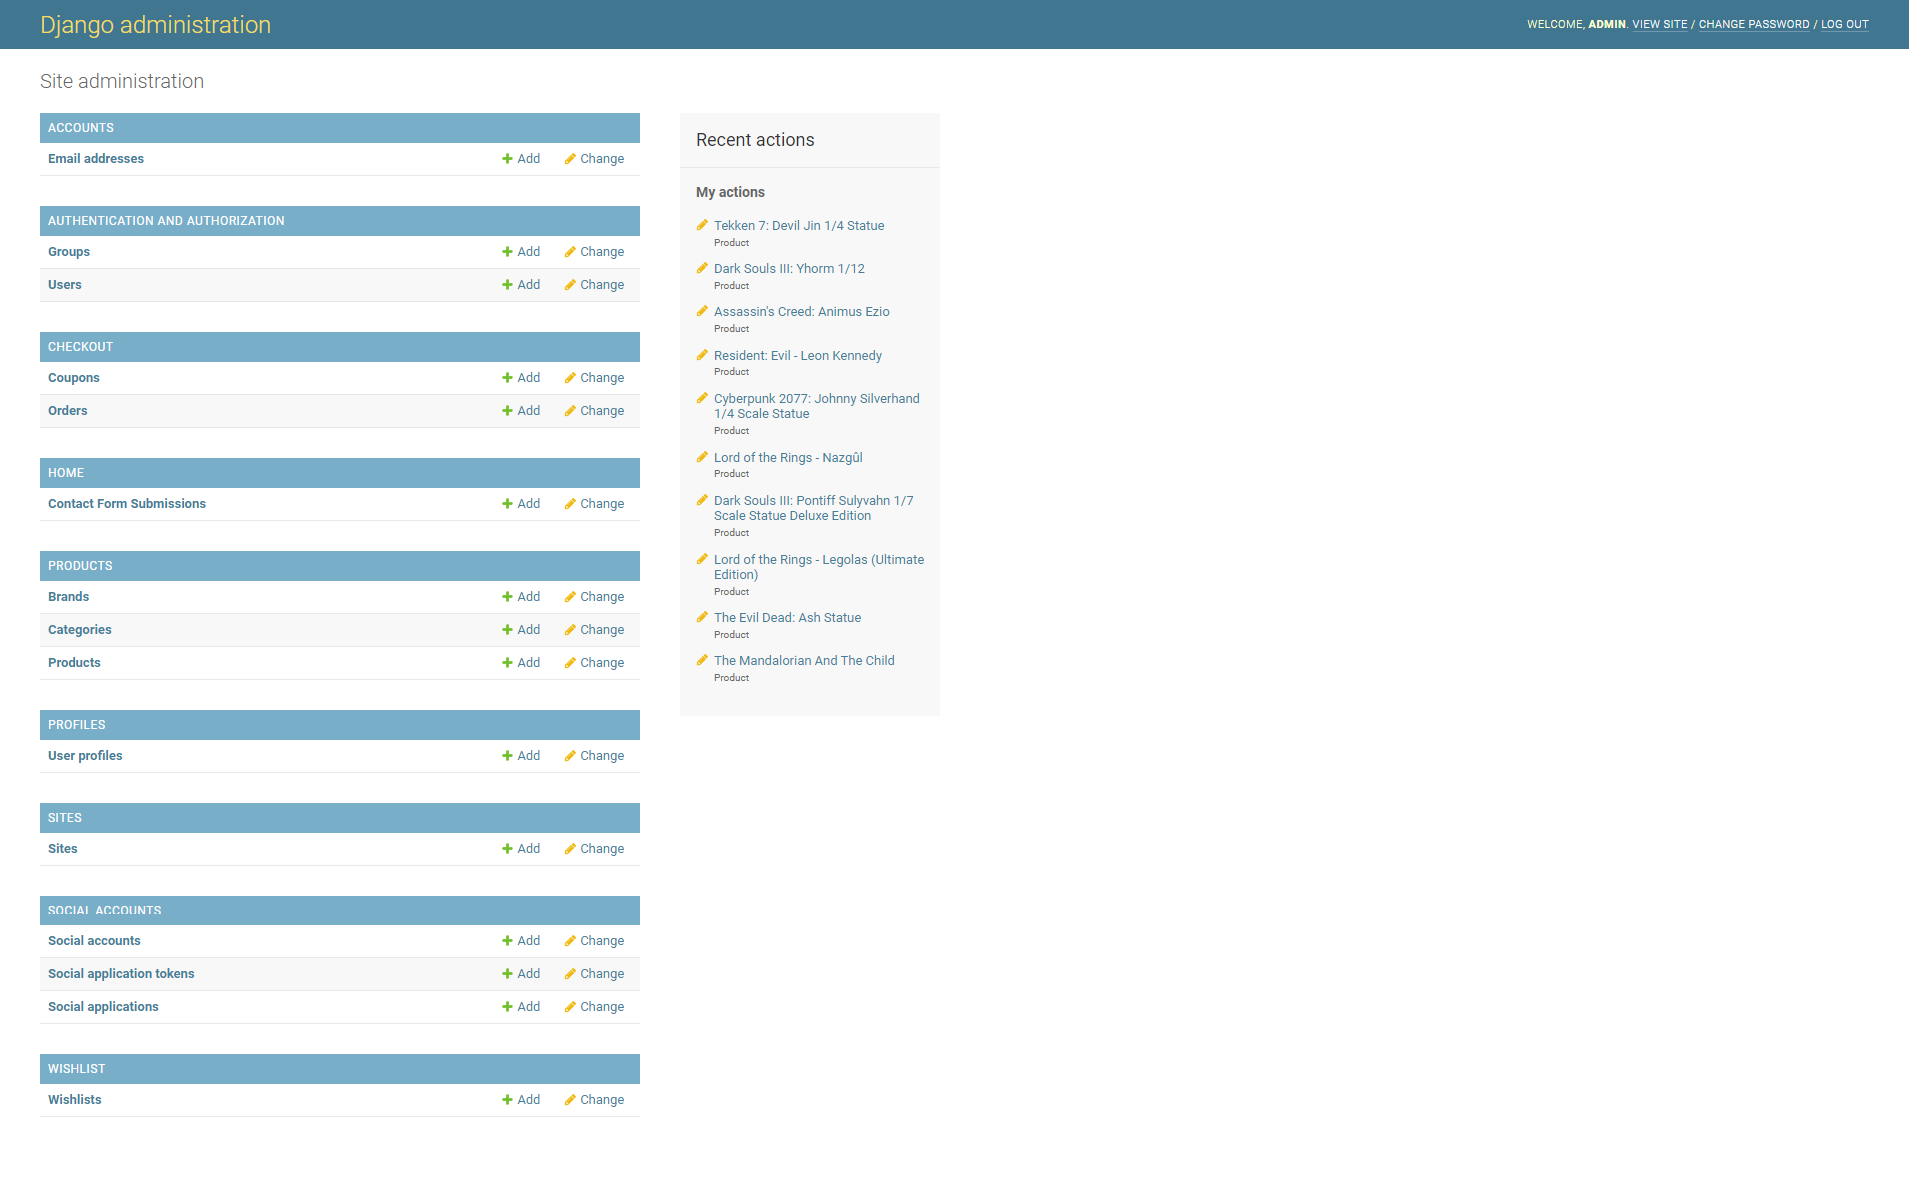 Django administration
WELCOME, ADMIN. VIEW SITE / CHANGE PASSWORD / LOG OUT
Site administration
ACCOUNTS
Email addresses Add Change
AUTHENTICATION AND AUTHORIZATION
Groups Add Change
Users Add Change
CHECKOUT
Coupons Add Change
Orders Add Change
HOME
Contact Form Submissions Add Change
PRODUCTS
Brands Add Change
Categories Add Change
Products Add Change
PROFILES
User profiles Add Change
SITES
Sites Add Change
SOCIAL ACCOUNTS
Social accounts Add Change
Social application tokens Add Change
Social applications Add Change
WISHLIST
Wishlists Add Change
Recent actions
My actions
Tekken 7: Devil Jin 1/4 Statue
Product
Dark Souls III: Yhorm 1/12
Product
Assassin's Creed: Animus Ezio
Product
Resident: Evil - Leon Kennedy
Product
Cyberpunk 2077: Johnny Silverhand
1/4 Scale Statue
Product
Lord of the Rings - Nazgûl
Product
Dark Souls III: Pontiff Sulyvahn 1/7
Scale Statue Deluxe Edition
Product
Lord of the Rings - Legolas (Ultimate
Edition)
Product
The Evil Dead: Ash Statue
Product
The Mandalorian And The Child
Product